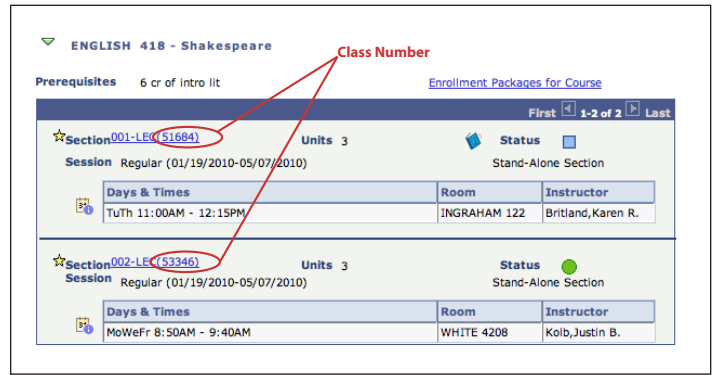 ENGLISH 418 - Shakespeare
Class Number
Prerequisites 6 cr of intro lit Enrollment Packages for Course
First 1-2 of 2 Last
Section 001-LEC(51684) Units 3 Status
Session Regular (01/19/2010-05/07/2010) Stand-Alone Section
Days & Times Room Instructor
TuTh 11:00AM - 12:15PM INGRAHAM 122 Britland,Karen R.
Section 002-LEC(53346) Units 3 Status
Session Regular (01/19/2010-05/07/2010) Stand-Alone Section
Days & Times Room Instructor
MoWeFr 8:50AM - 9:40AM WHITE 4208 Kolb,Justin B.